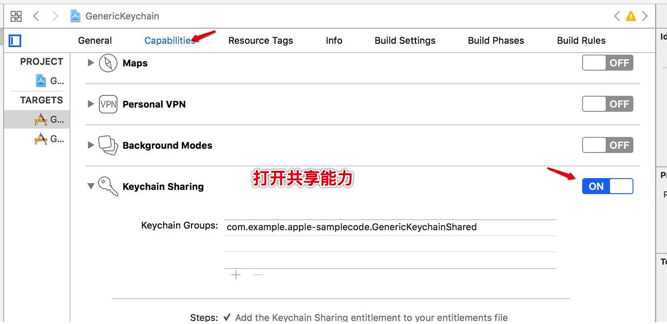 GenericKeychain
General Capabilities Resource Tags Info Build Settings Build Phases Build Rules
PROJECT
G...
TARGETS
G...
G...
Maps OFF
VPN Personal VPN OFF
Background Modes OFF
打开共享能力
Keychain Sharing ON
Keychain Groups: com.example.apple-samplecode.GenericKeychainShared
Steps: ✓ Add the Keychain Sharing entitlement to your entitlements file